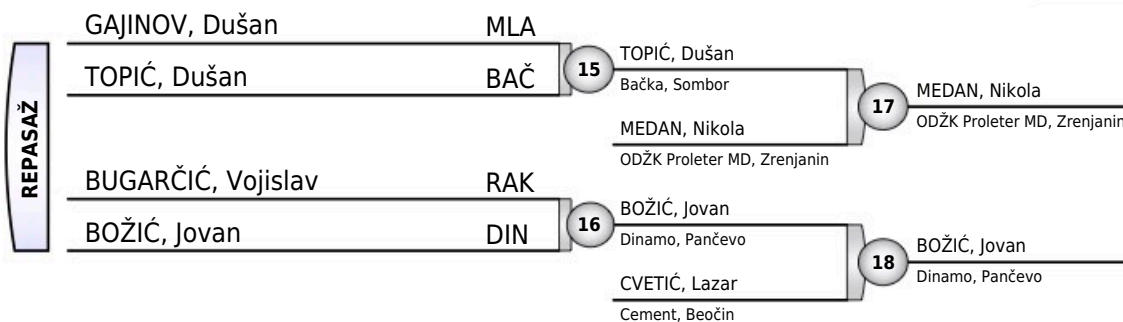 REPASAŽ
GAJINOV, Dušan MLA
TOPIĆ, Dušan BAČ
15
TOPIĆ, Dušan
Bačka, Sombor
MEDAN, Nikola
ODŽK Proleter MD, Zrenjanin
17
MEDAN, Nikola
ODŽK Proleter MD, Zrenjanin
BUGARČIĆ, Vojislav RAK
BOŽIĆ, Jovan DIN
16
BOŽIĆ, Jovan
Dinamo, Pančevo
CVETIĆ, Lazar
Cement, Beočin
18
BOŽIĆ, Jovan
Dinamo, Pančevo